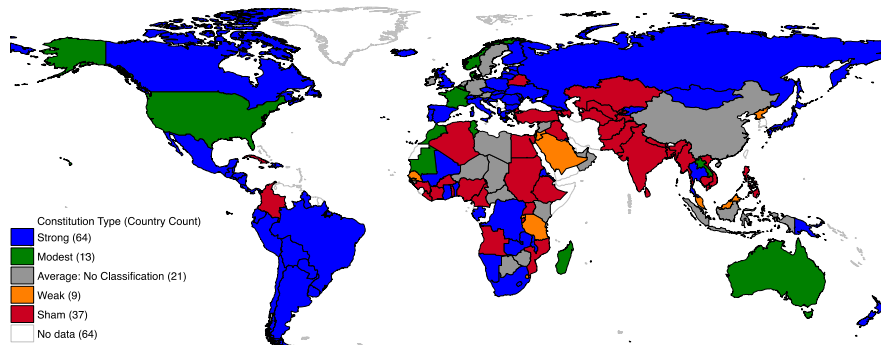 Constitution Type (Country Count)
Strong (64)
Modest (13)
Average: No Classification (21)
Weak (9)
Sham (37)
No data (64)